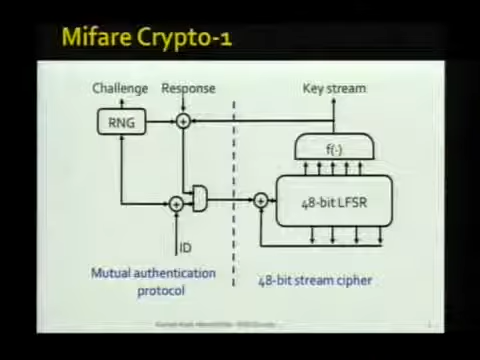 Mifare Crypto-1
Challenge Response Key stream
RNG
f(·)
48-bit LFSR
ID
Mutual authentication
protocol
48-bit stream cipher